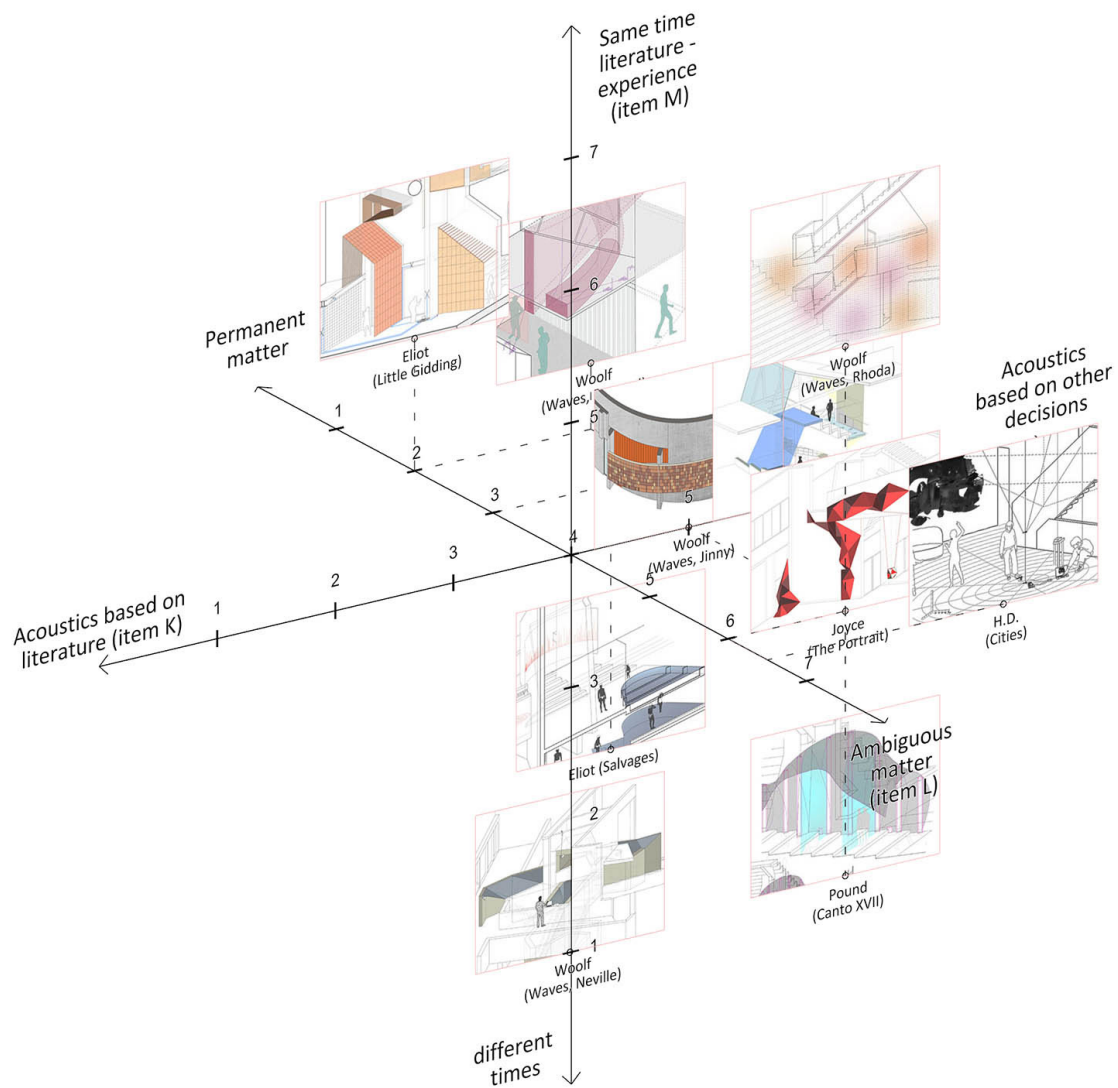 Same time
literature -
experience
(item M)
7
6
5
4
3
2
1
different
times
Permanent
matter
1
2
3
5
6
7
Ambiguous
matter
(item L)
Acoustics based on
literature (item K)
1
2
3
5
Acoustics
based on other
decisions
Eliot
(Little Gidding)
Woolf
(Waves,
Woolf
(Waves, Rhoda)
Woolf
(Waves, Jinny)
Joyce
(The Portrait)
H.D.
(Cities)
Eliot (Salvages)
Pound
(Canto XVII)
Woolf
(Waves, Neville)